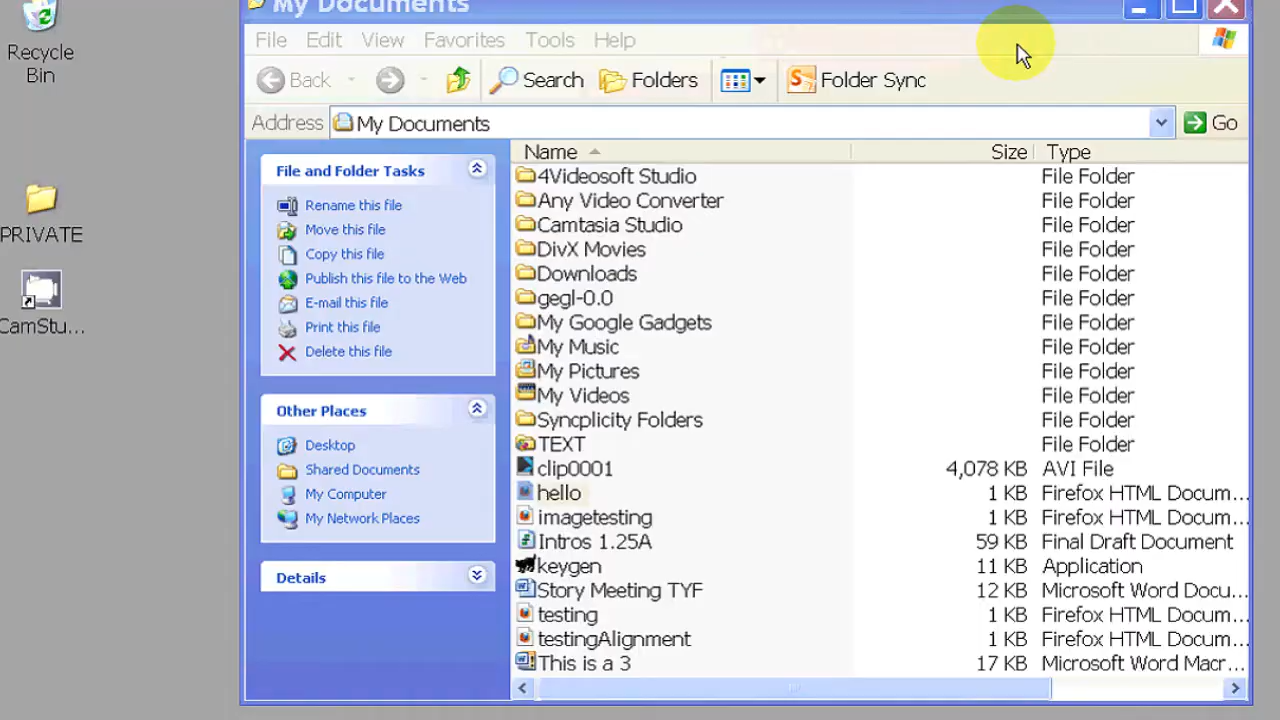 My Documents
Recycle
Bin
PRIVATE
CamStu...
File Edit View Favorites Tools Help
Back Search Folders Folder Sync
Address My Documents Go
File and Folder Tasks
Rename this file
Move this file
Copy this file
Publish this file to the Web
E-mail this file
Print this file
Delete this file
Other Places
Desktop
Shared Documents
My Computer
My Network Places
Details
Name Size Type
4Videosoft Studio File Folder
Any Video Converter File Folder
Camtasia Studio File Folder
DivX Movies File Folder
Downloads File Folder
gegl-0.0 File Folder
My Google Gadgets File Folder
My Music File Folder
My Pictures File Folder
My Videos File Folder
Syncplicity Folders File Folder
TEXT File Folder
clip0001 4,078 KB AVI File
hello 1 KB Firefox HTML Docum...
imagetesting 1 KB Firefox HTML Docum...
Intros 1.25A 59 KB Final Draft Document
keygen 11 KB Application
Story Meeting TYF 12 KB Microsoft Word Docu...
testing 1 KB Firefox HTML Docum...
testingAlignment 1 KB Firefox HTML Docum...
This is a 3 17 KB Microsoft Word Macr...